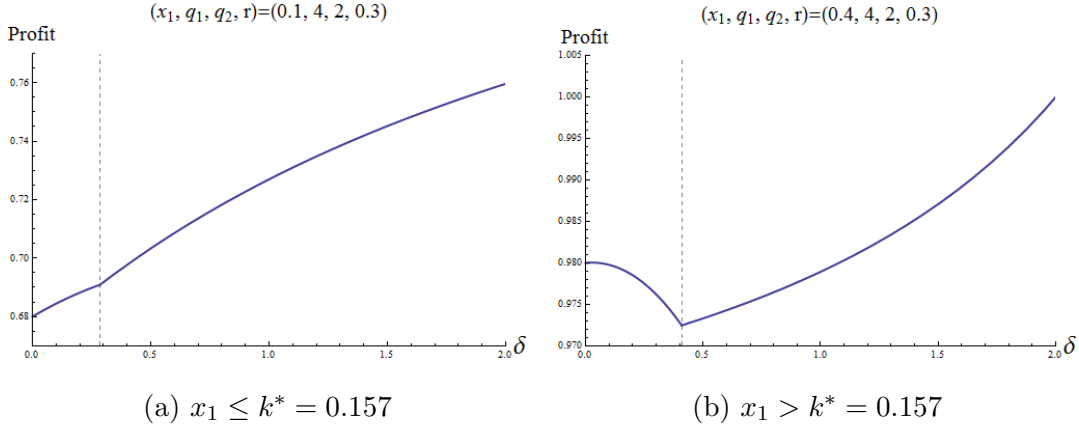 (x₁, q₁, q₂, r)=(0.1, 4, 2, 0.3)
Profit
0.76
0.74
0.72
0.70
0.68
0.0 0.5 1.0 1.5 2.0 δ
(a) x₁ ≤ k* = 0.157
(x₁, q₁, q₂, r)=(0.4, 4, 2, 0.3)
Profit
1.005
1.000
0.995
0.990
0.985
0.980
0.975
0.970
0.0 0.5 1.0 1.5 2.0 δ
(b) x₁ > k* = 0.157